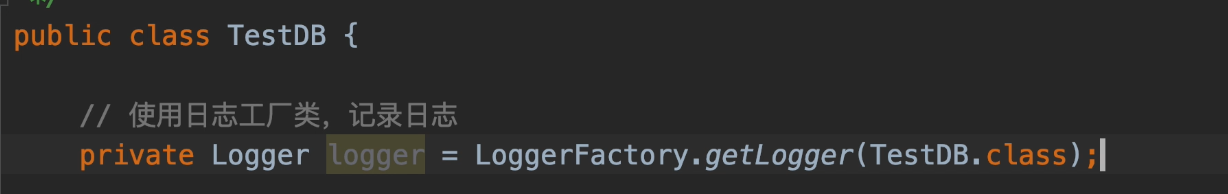 */
public class TestDB {
// 使用日志工厂类，记录日志
private Logger logger = LoggerFactory.getLogger(TestDB.class);